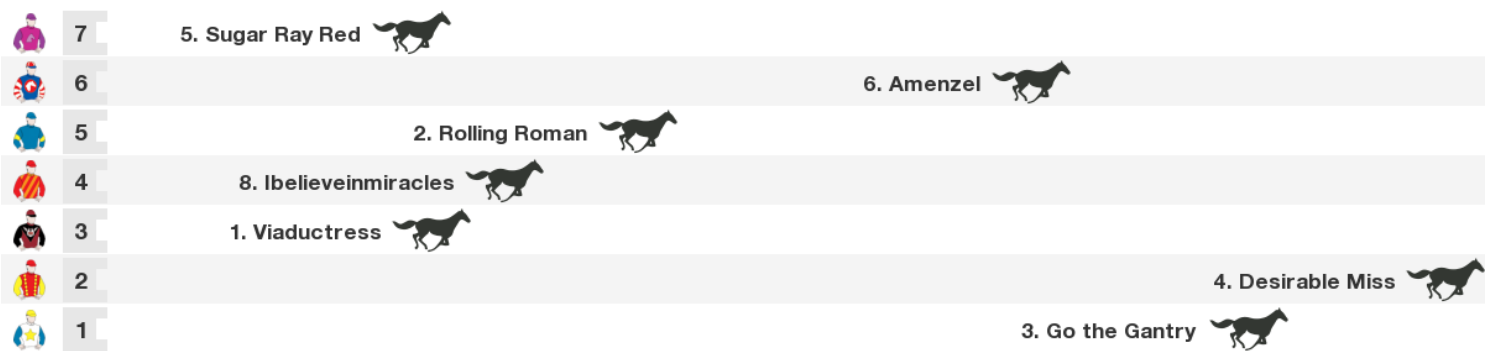 7 5. Sugar Ray Red
6 6. Amenzel
5 2. Rolling Roman
4 8. Ibelieveinmiracles
3 1. Viaductress
2 4. Desirable Miss
1 3. Go the Gantry